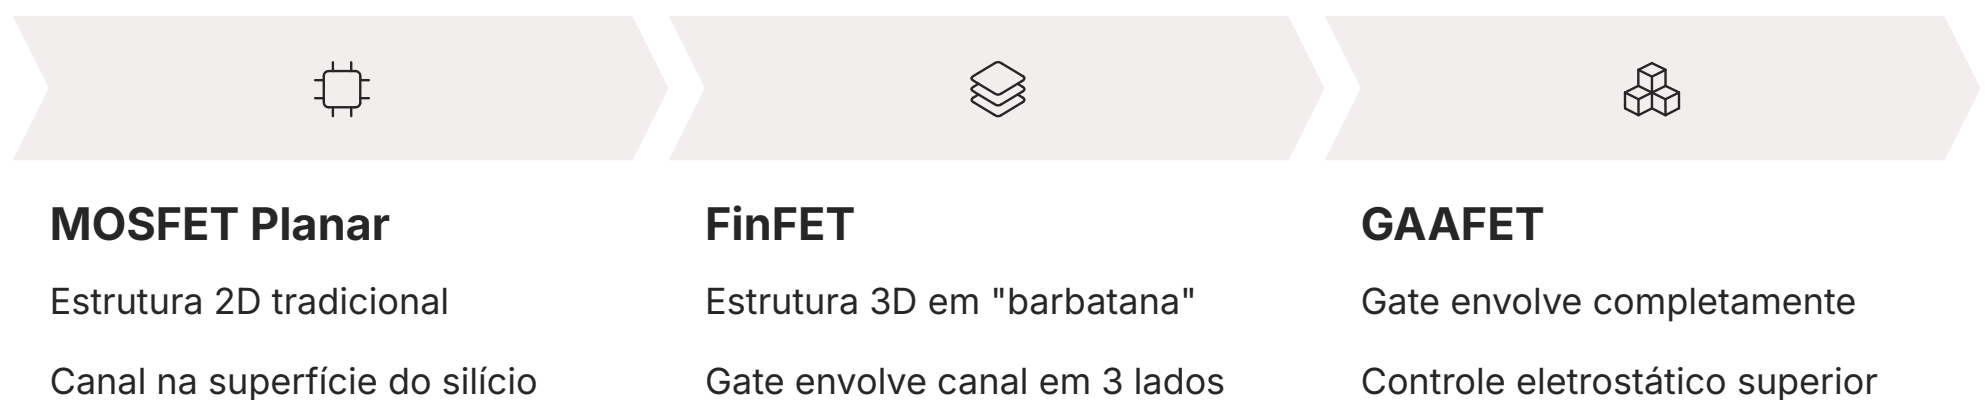 MOSFET Planar
Estrutura 2D tradicional
Canal na superfície do silício
FinFET
Estrutura 3D em "barbatana"
Gate envolve canal em 3 lados
GAAFET
Gate envolve completamente
Controle eletrostático superior